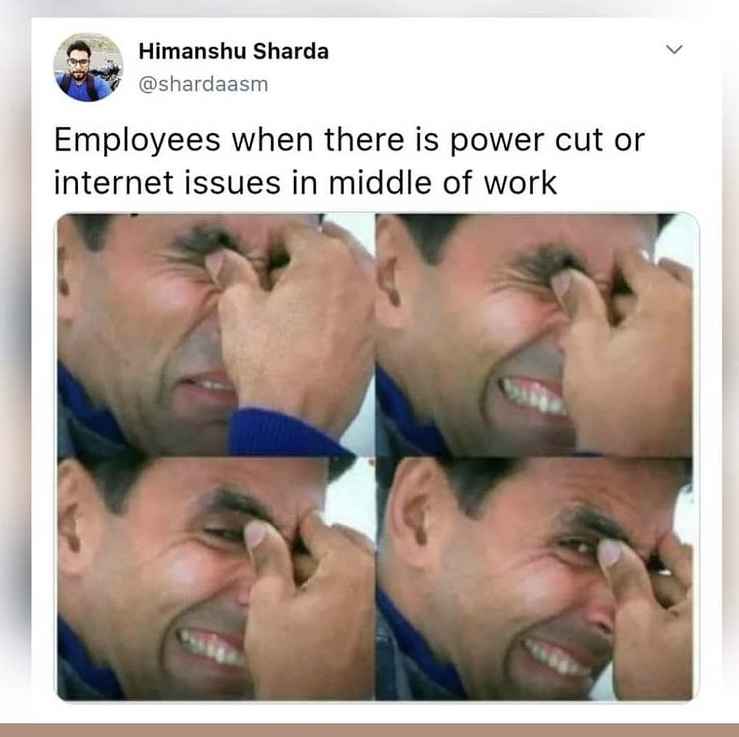 Himanshu Sharda
@shardaasm
Employees when there is power cut or
internet issues in middle of work